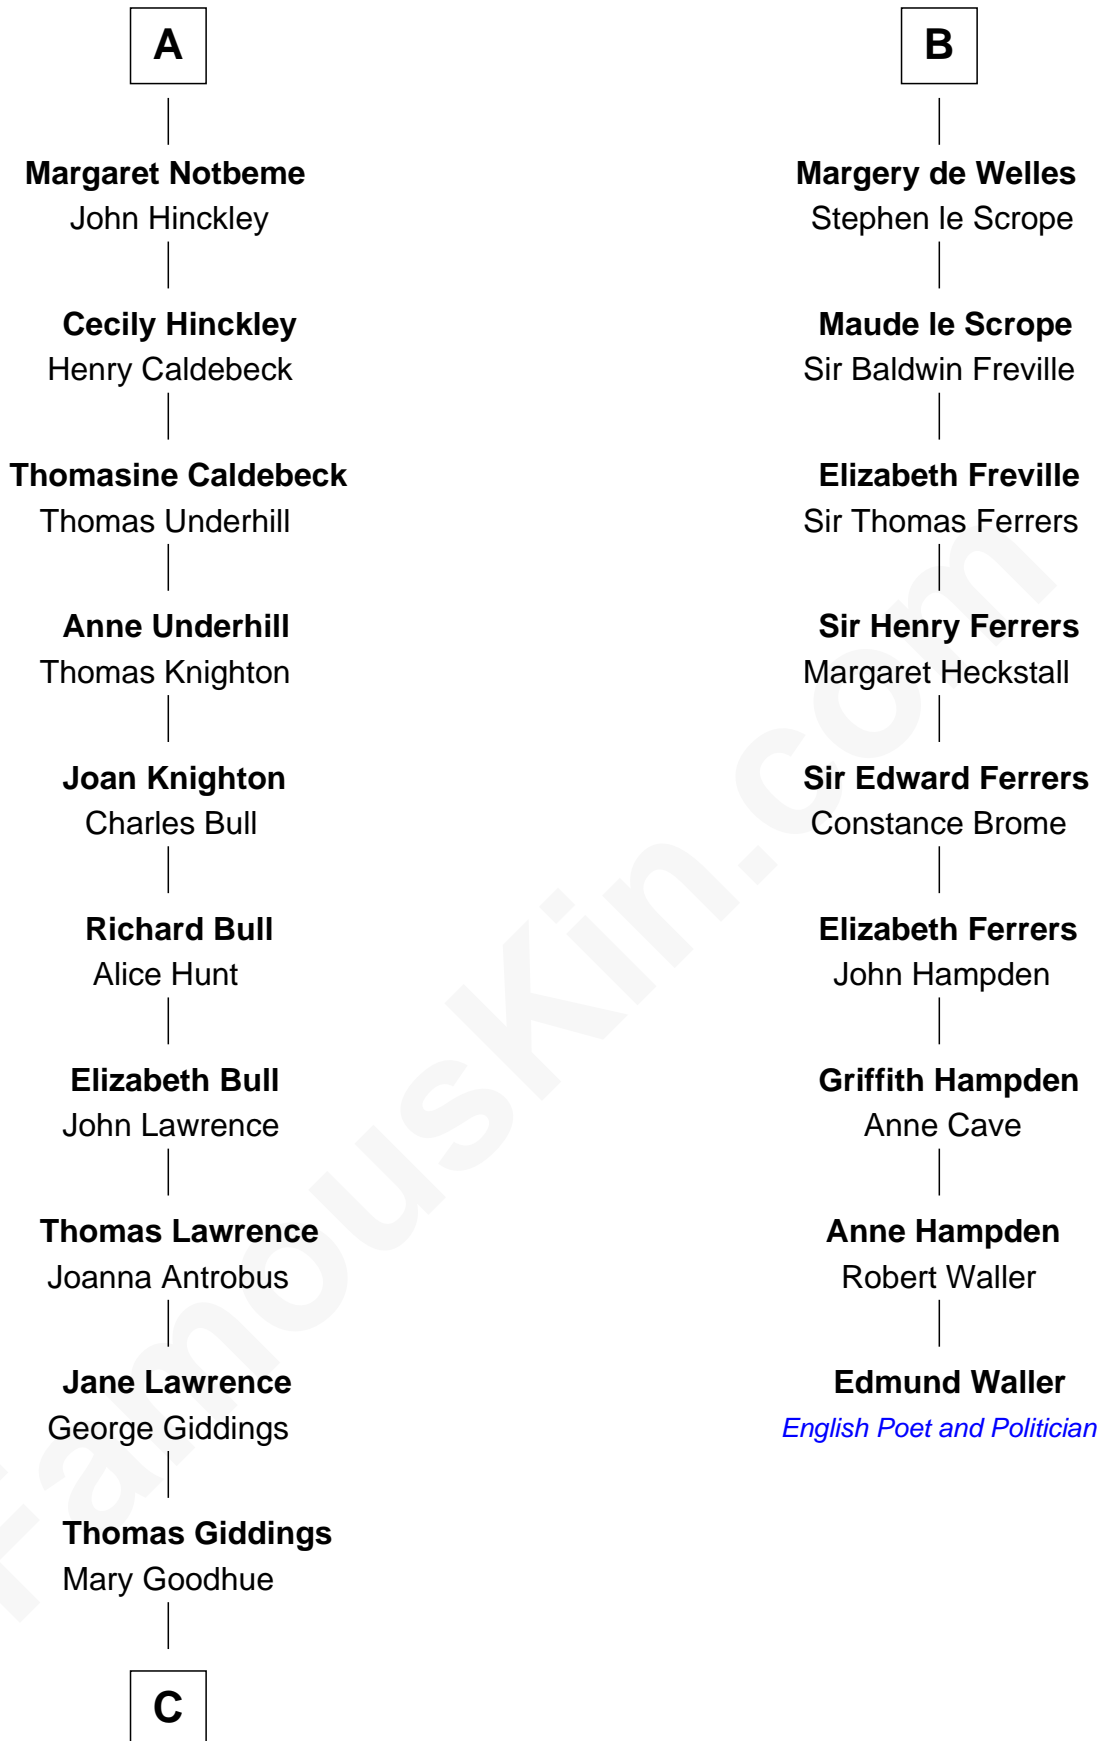 A
Margaret Notbeme
John Hinckley
Cecily Hinckley
Henry Caldebeck
Thomasine Caldebeck
Thomas Underhill
Anne Underhill
Thomas Knighton
Joan Knighton
Charles Bull
Richard Bull
Alice Hunt
Elizabeth Bull
John Lawrence
Thomas Lawrence
Joanna Antrobus
Jane Lawrence
George Giddings
Thomas Giddings
Mary Goodhue
C
B
Margery de Welles
Stephen le Scrope
Maude le Scrope
Sir Baldwin Freville
Elizabeth Freville
Sir Thomas Ferrers
Sir Henry Ferrers
Margaret Heckstall
Sir Edward Ferrers
Constance Brome
Elizabeth Ferrers
John Hampden
Griffith Hampden
Anne Cave
Anne Hampden
Robert Waller
Edmund Waller
English Poet and Politician
FamousKin.com